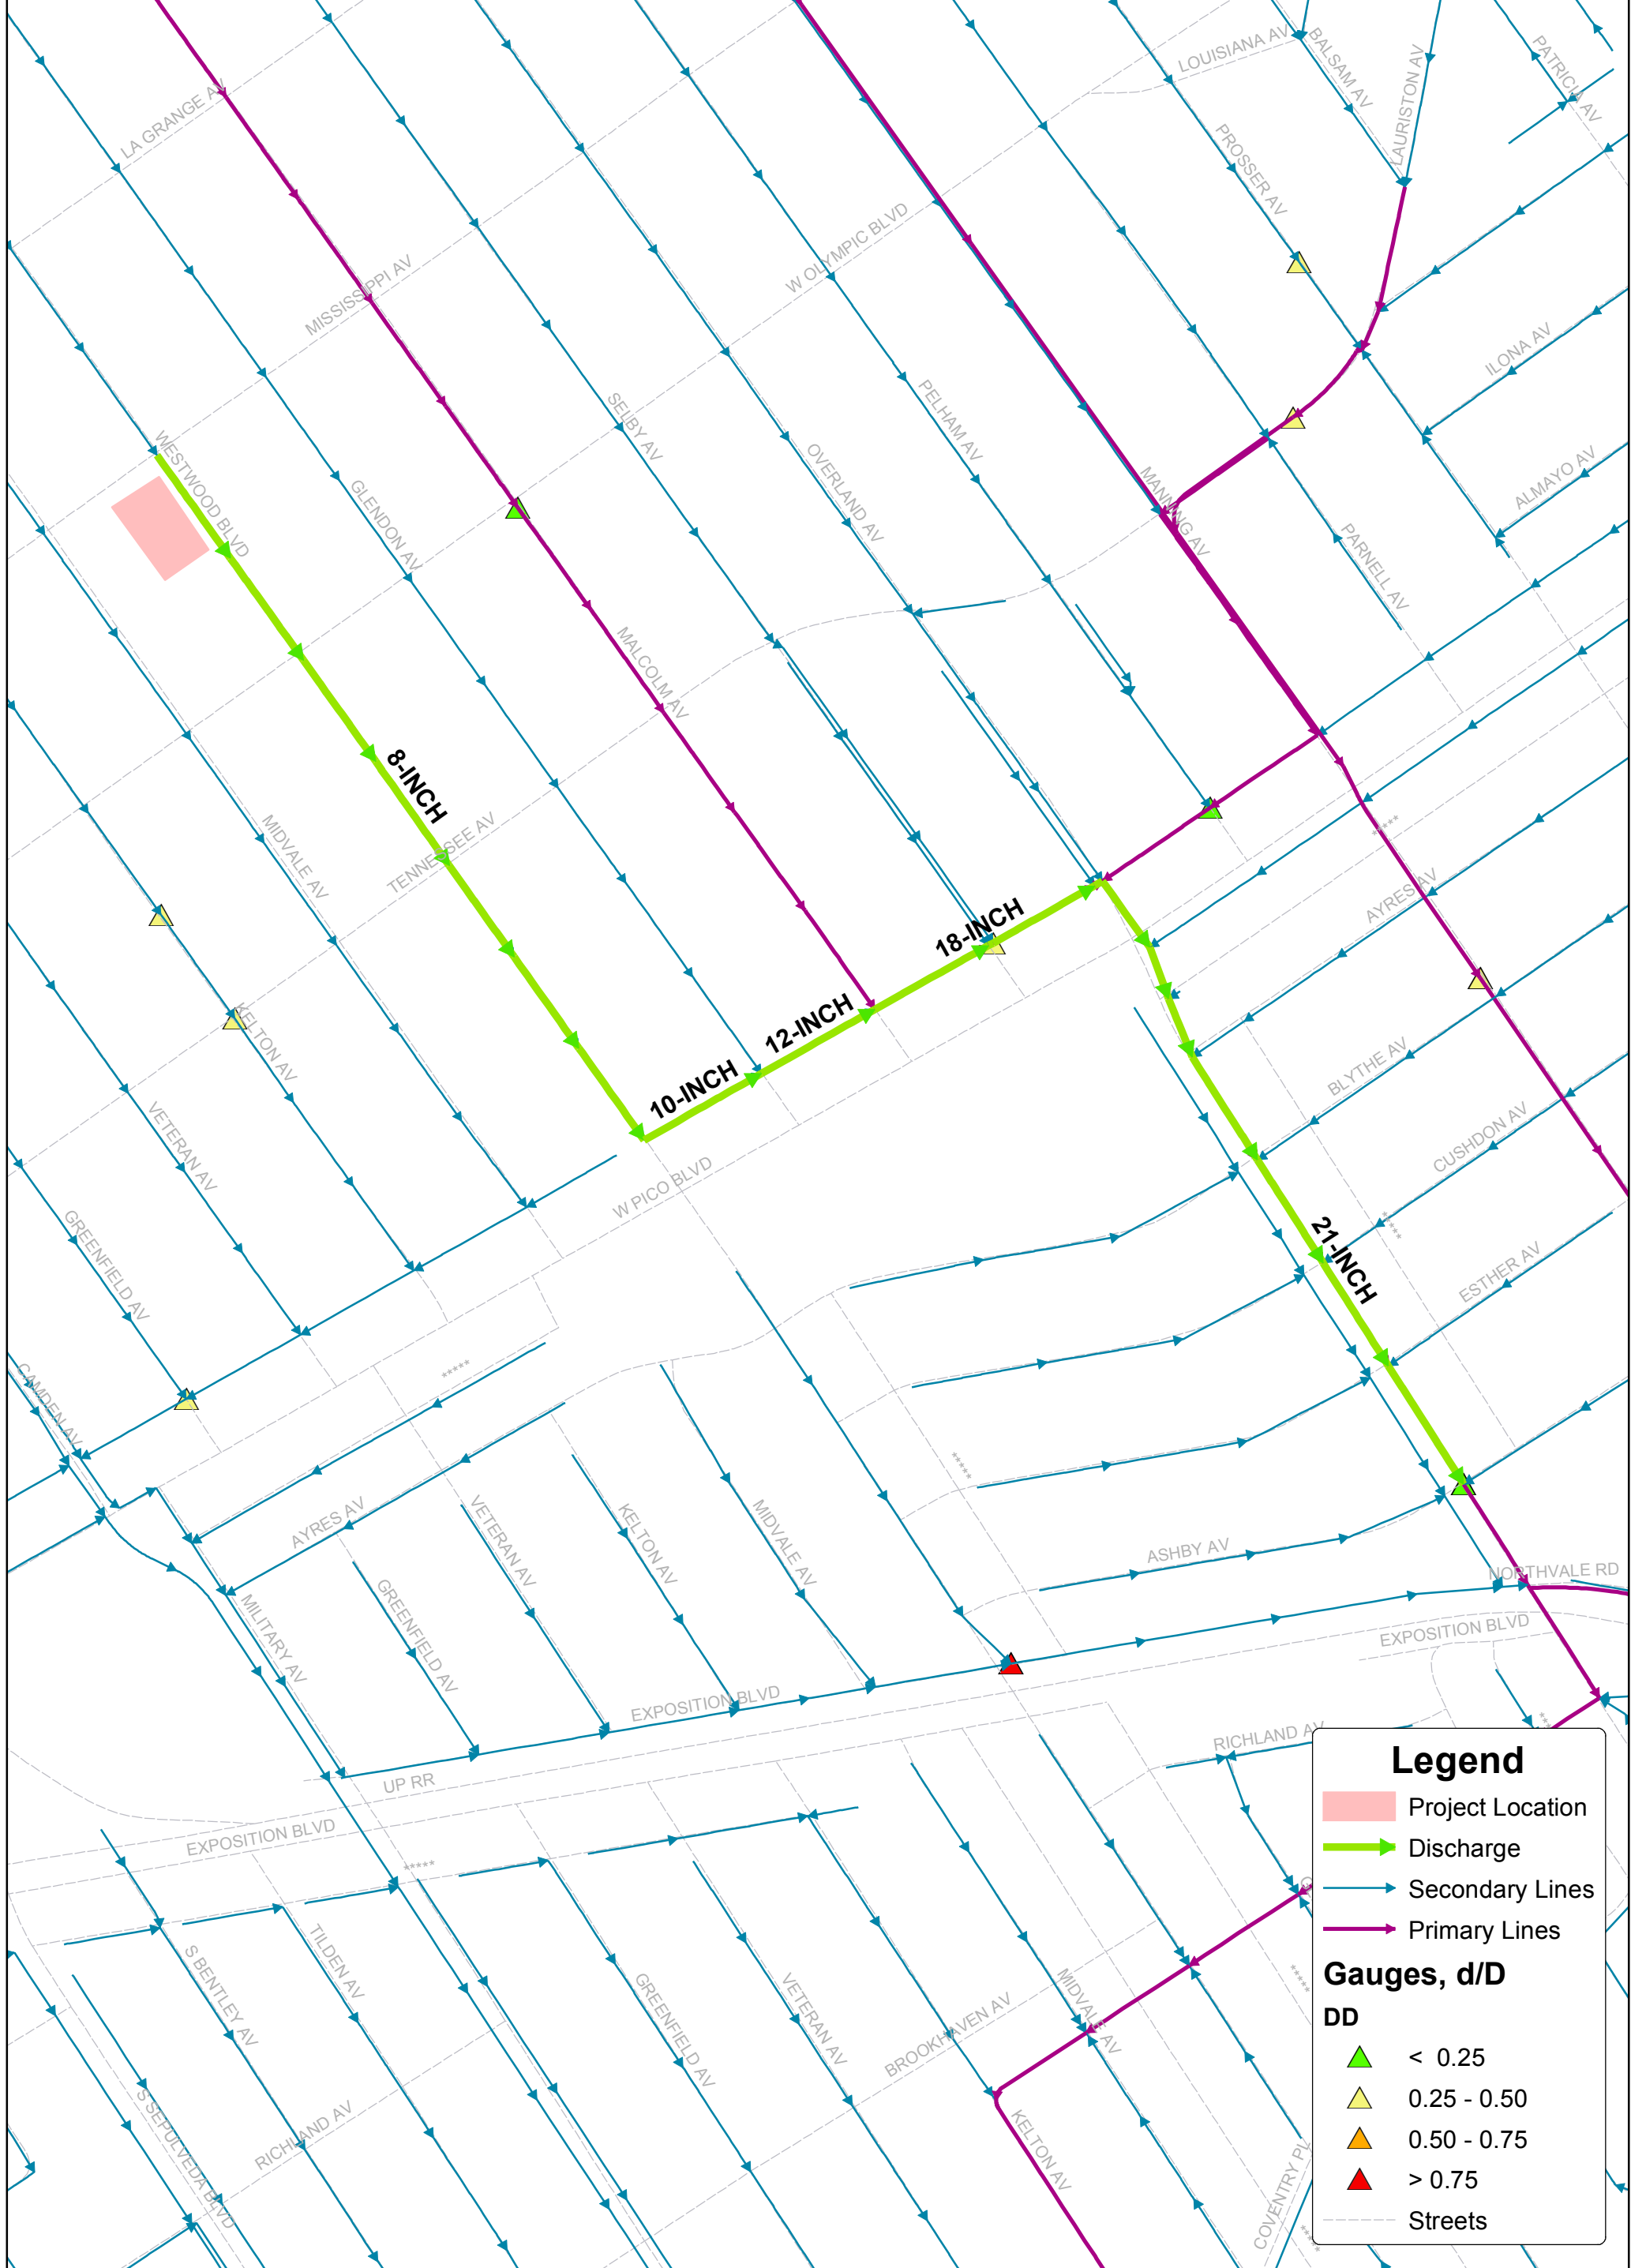 LOUISIANA AV
BALSAM AV
LAURISTON AV
PATRICIA AV
LA GRANGE AV
PROSSER AV
W OLYMPIC BLVD
MISSISSIPPI AV
ILONA AV
SELBY AV
PELHAM AV
WESTWOOD BLVD
GLENDON AV
OVERLAND AV
MANNING AV
ALMAYO AV
PARNELL AV
MALCOLM AV
8-INCH
MIDVALE AV
TENNESSEE AV
*****
AYRES AV
18-INCH
12-INCH
10-INCH
KELTON AV
VETERAN AV
BLYTHE AV
CUSHDON AV
W PICO BLVD
GREENFIELD AV
*****
21-INCH
ESTHER AV
CAMDEN AV
*****
*****
AYRES AV
VETERAN AV
KELTON AV
MIDVALE AV
ASHBY AV
NORTHVALE RD
GREENFIELD AV
MILITARY AV
EXPOSITION BLVD
EXPOSITION BLVD
RICHLAND AV
UP RR
EXPOSITION BLVD
*****
S BENTLEY AV
TILDEN AV
GREENFIELD AV
VETERAN AV
MIDVALE AV
*****
BROOKHAVEN AV
S SEPULVEDA BLVD
RICHLAND AV
KELTON AV
COVENTRY PL
Legend
Project Location
Discharge
Secondary Lines
Primary Lines
Gauges, d/D
DD
< 0.25
0.25 - 0.50
0.50 - 0.75
> 0.75
Streets